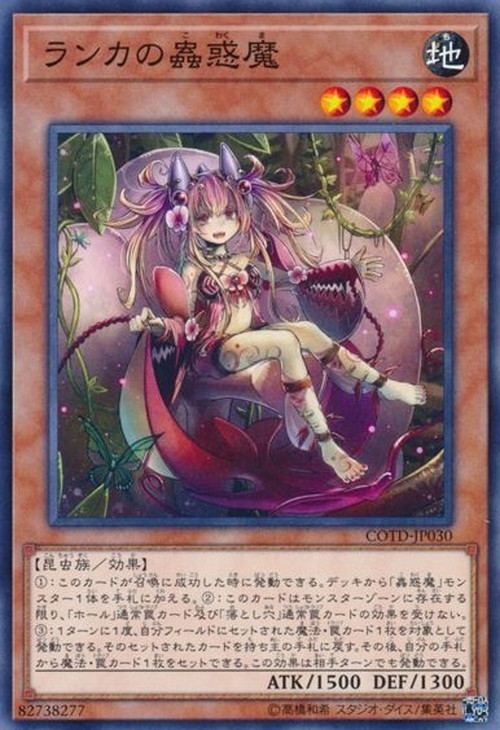 ランカの蟲惑魔
地
【昆虫族／効果】
①：このカードが召喚に成功した時に発動できる。デッキから「蟲惑魔」モン
スター1体を手札に加える。②：このカードはモンスターゾーンに存在する
限り、「ホール」通常罠カード及び「落とし穴」通常罠カードの効果を受けない。
③：1ターンに1度、自分フィールドにセットされた魔法・罠カード1枚を対象として
発動できる。そのセットされたカードを持ち主の手札に戻す。その後、自分の手札
から魔法・罠カード1枚をセットできる。この効果は相手ターンでも発動できる。
COTD-JP030
ATK/1500 DEF/1300
82738277
©高橋和希 スタジオ・ダイス/集英社